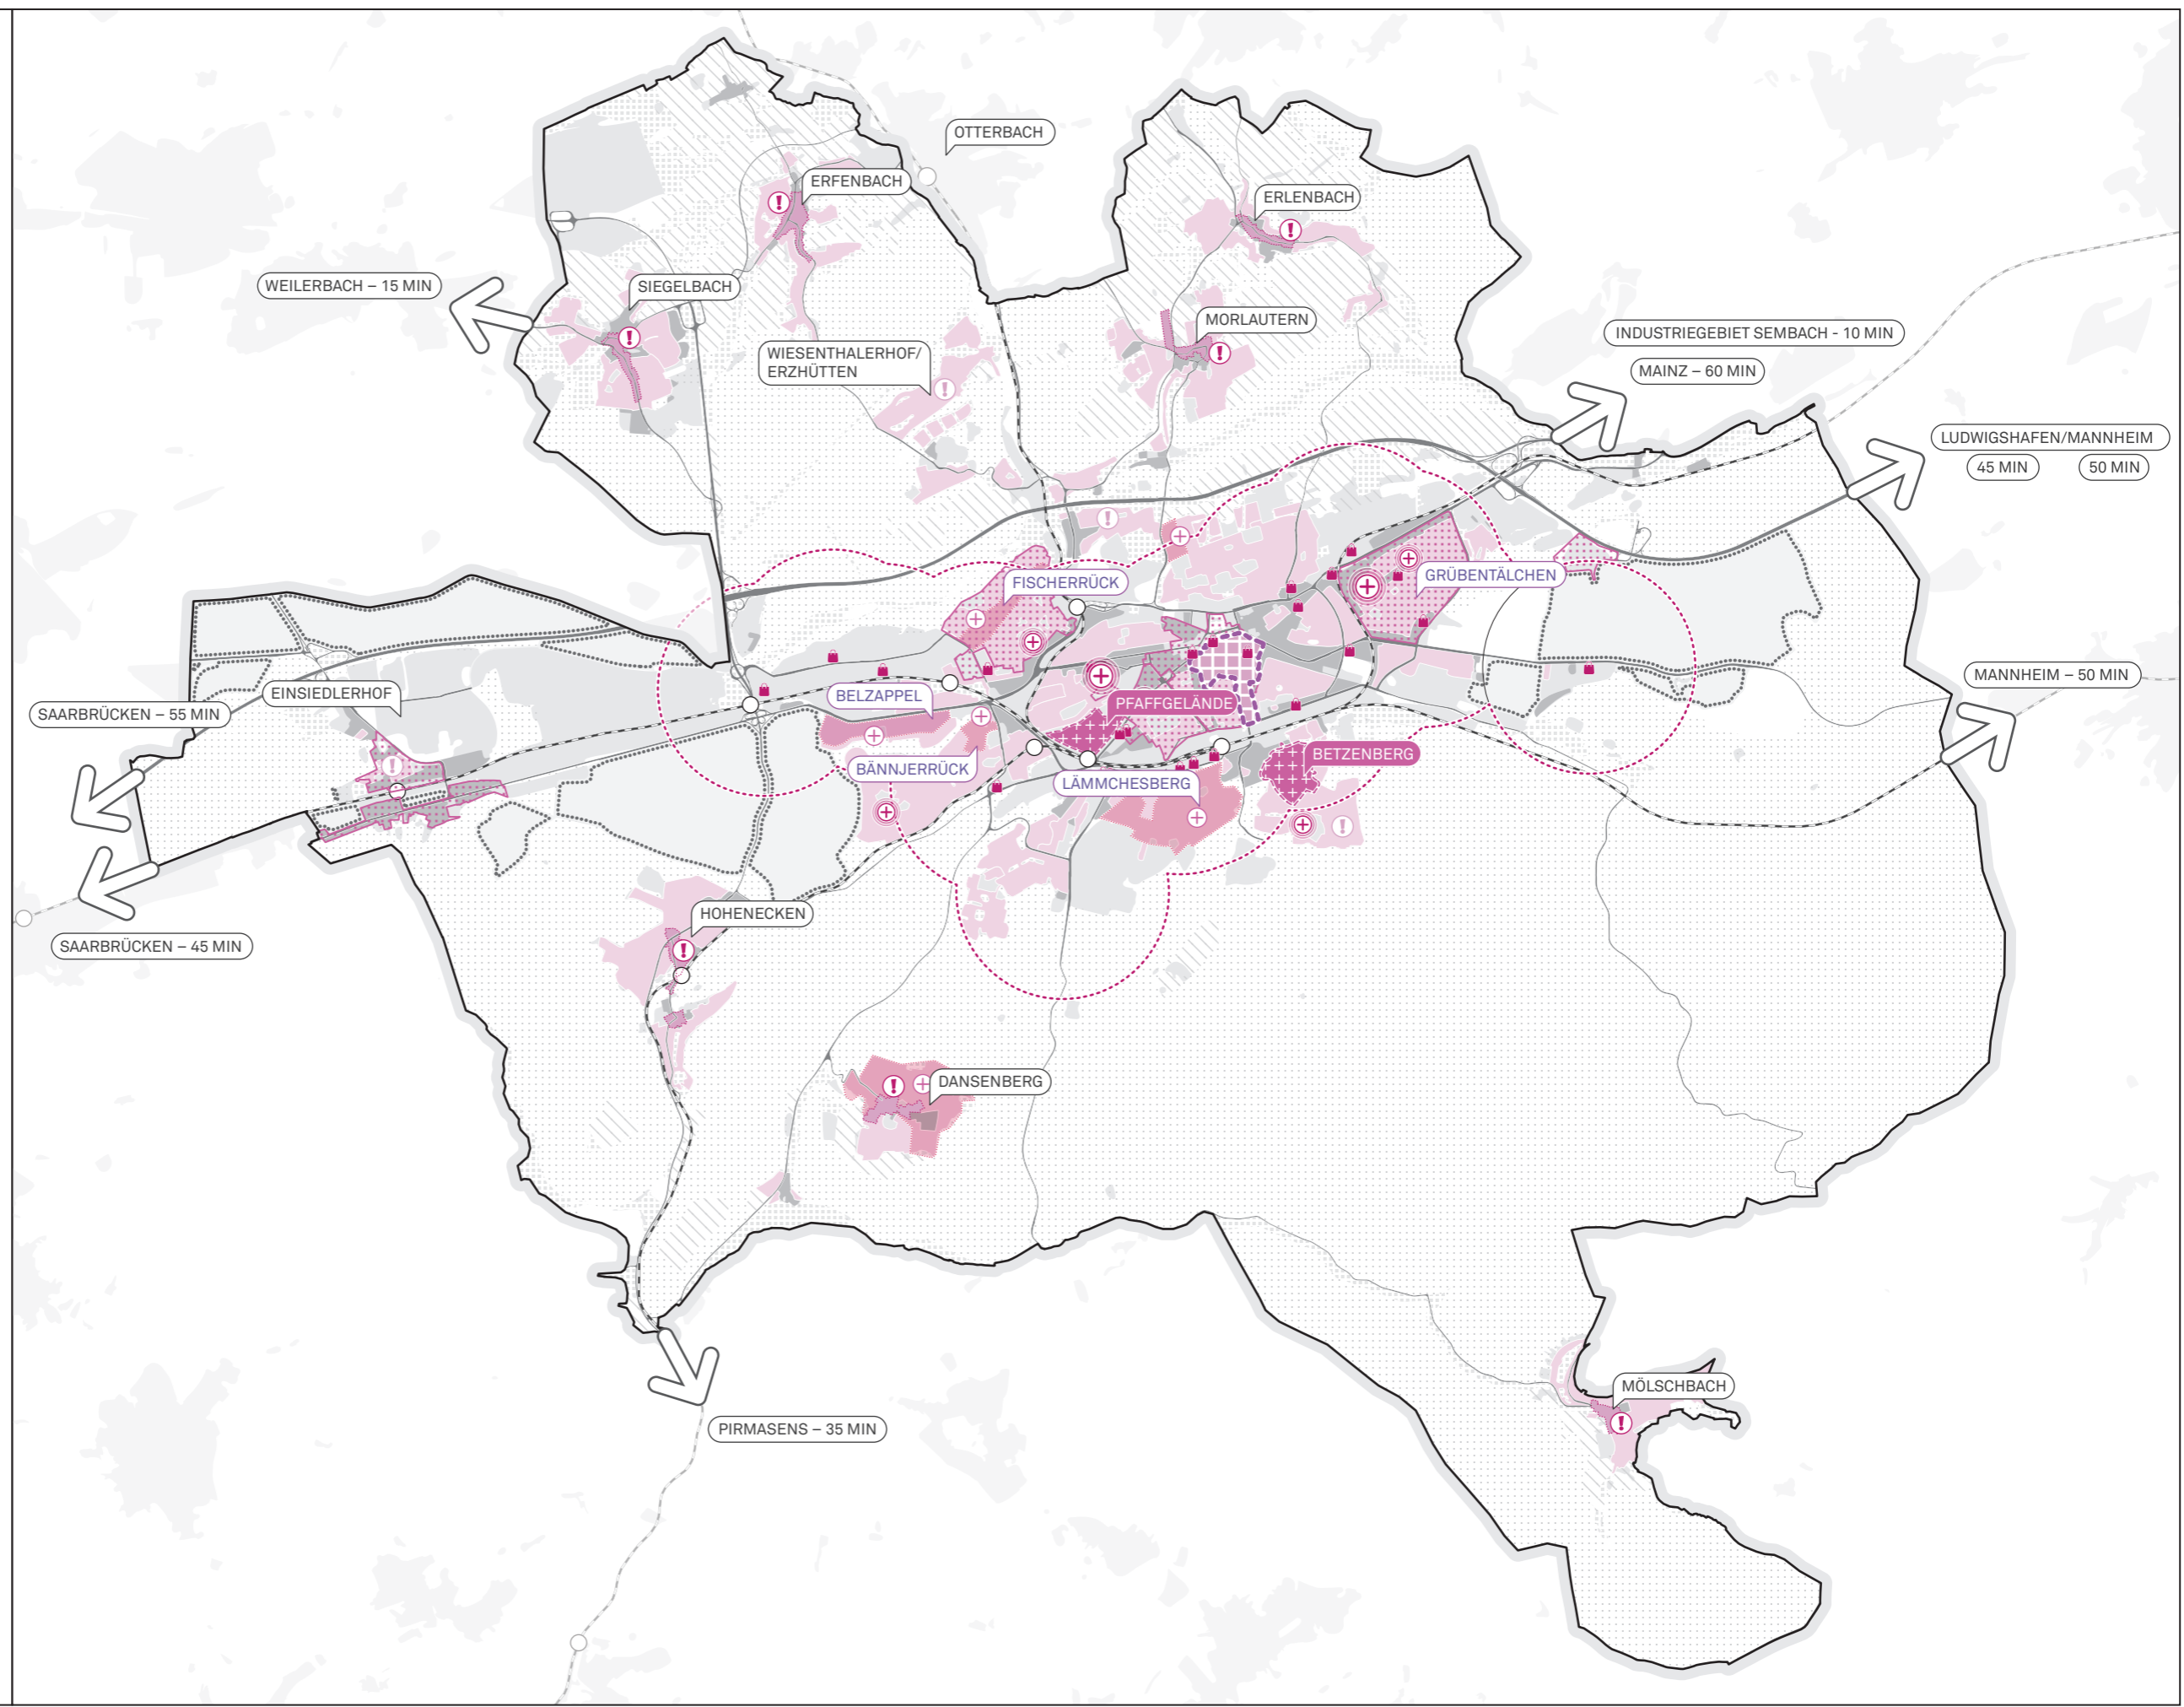 OTTERBACH
ERFENBACH
ERLENBACH
WEILERBACH – 15 MIN
SIEGELBACH
MORLAUTERN
INDUSTRIEGEBIET SEMBACH - 10 MIN
WIESENTHALERHOF/
ERZHÜTTEN
MAINZ – 60 MIN
LUDWIGSHAFEN/MANNHEIM
45 MIN
50 MIN
FISCHERRÜCK
GRÜBENTÄLCHEN
MANNHEIM – 50 MIN
EINSIEDLERHOF
BELZAPPEL
PFAFFGELÄNDE
SAARBRÜCKEN – 55 MIN
BETZENBERG
BÄNNJERRÜCK
LÄMMCHESBERG
HOHENECKEN
SAARBRÜCKEN – 45 MIN
DANSENBERG
MÖLSCHBACH
PIRMASENS – 35 MIN